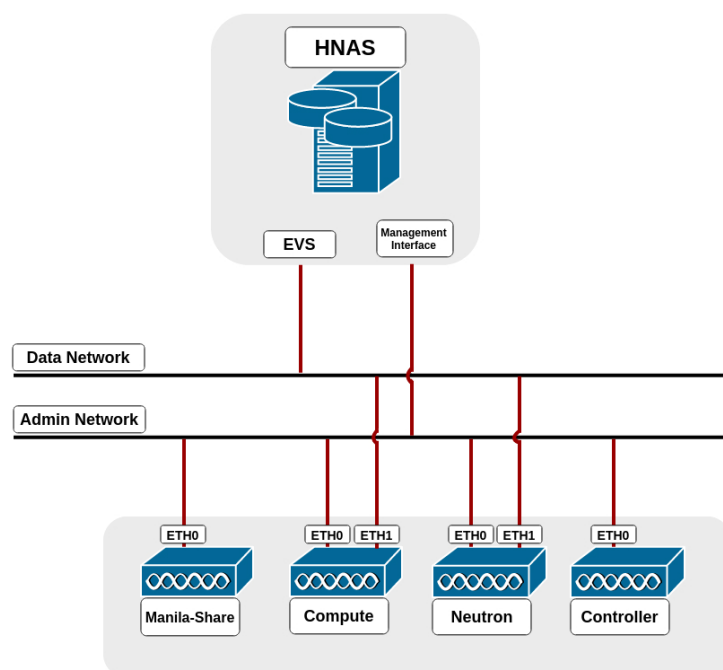 HNAS
EVS
Management
Interface
Data Network
Admin Network
ETH0
ETH0
ETH1
ETH0
ETH1
ETH0
Manila-Share
Compute
Neutron
Controller